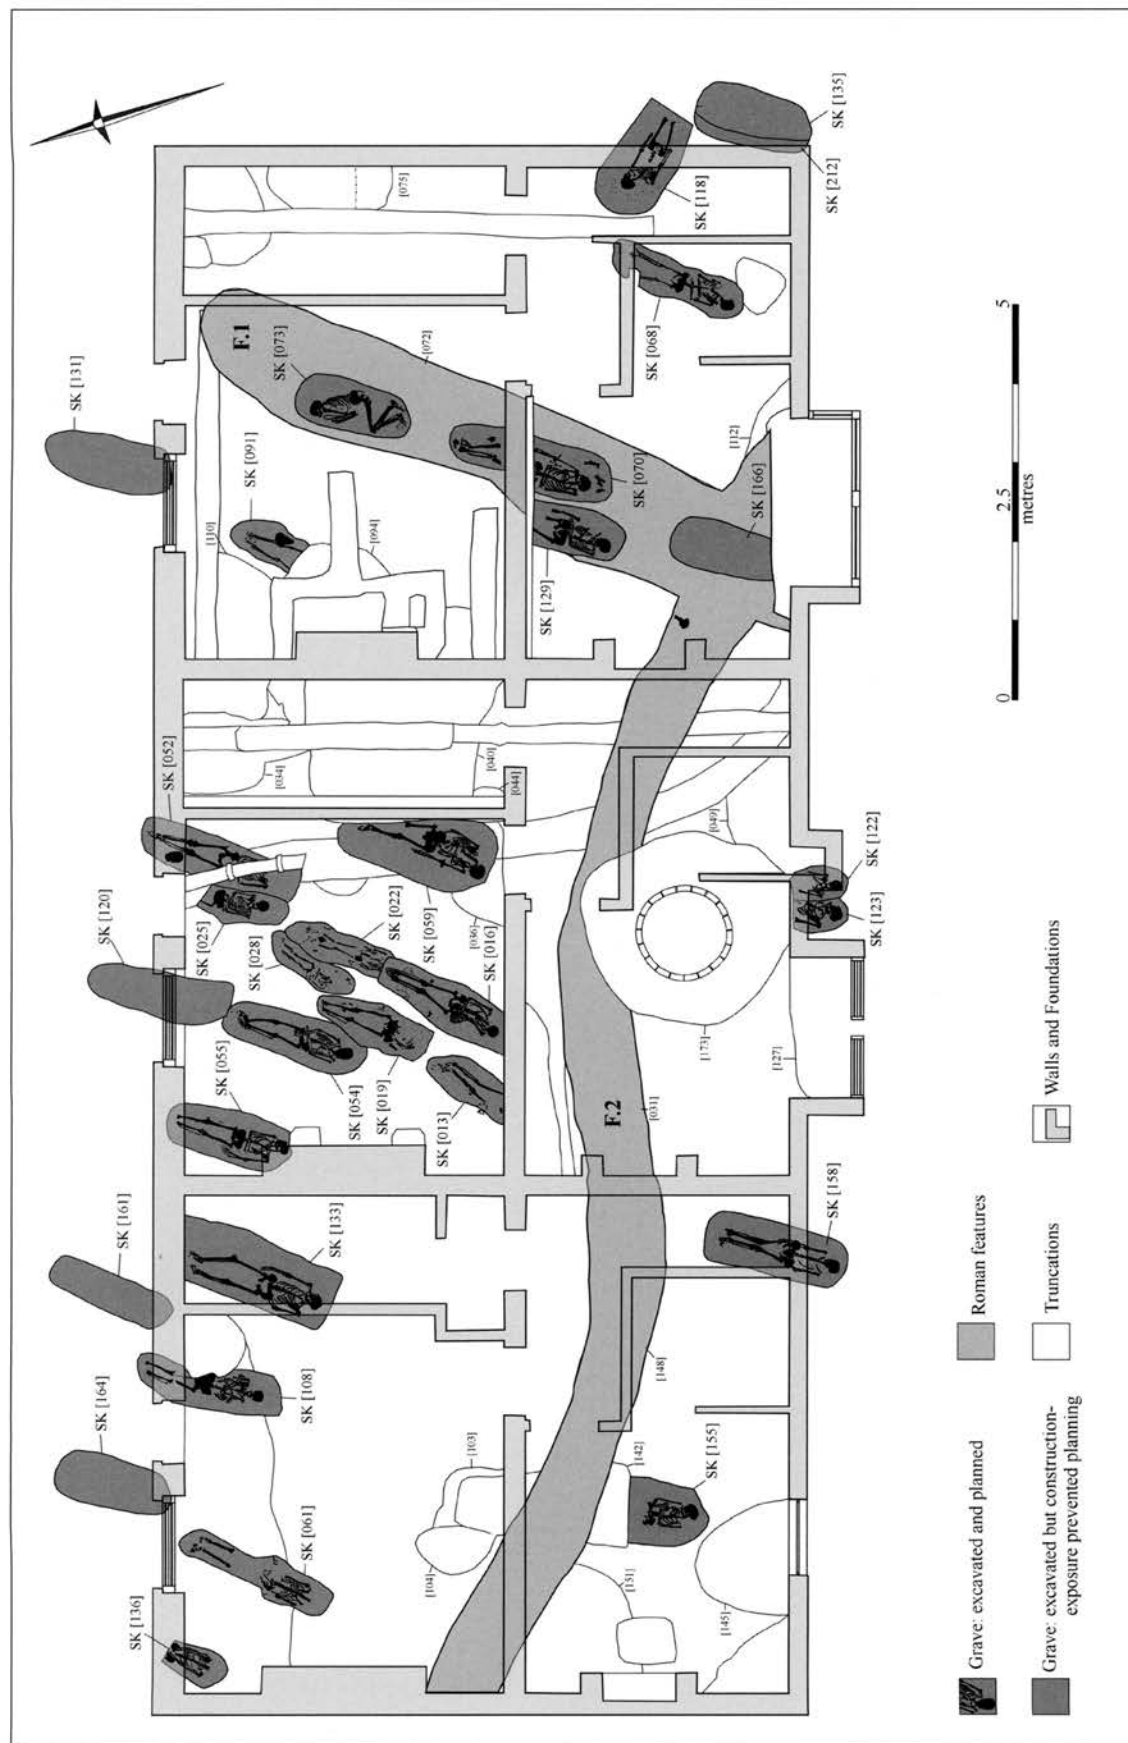 SK [136]
SK [061]
SK [164]
SK [108]
SK [161]
SK [133]
SK [055]
SK [120]
SK [054]
SK [019]
SK [013]
SK [025]
SK [028]
SK [022]
SK [059]
[036]
SK [016]
SK [052]
[034]
[040]
[044]
SK [131]
SK [091]
[110]
[094]
F.1
SK [073]
[072]
[075]
SK [129]
SK [070]
SK [166]
SK [068]
SK [118]
SK [212]
SK [135]
[112]
[103]
[104]
[151]
[142]
SK [155]
[145]
[148]
SK [158]
F.2
[031]
[173]
[127]
[049]
SK [123]
SK [122]
0
2.5
5
metres
Grave: excavated and planned
Grave: excavated but construction-
exposure prevented planning
Roman features
Truncations
Walls and Foundations